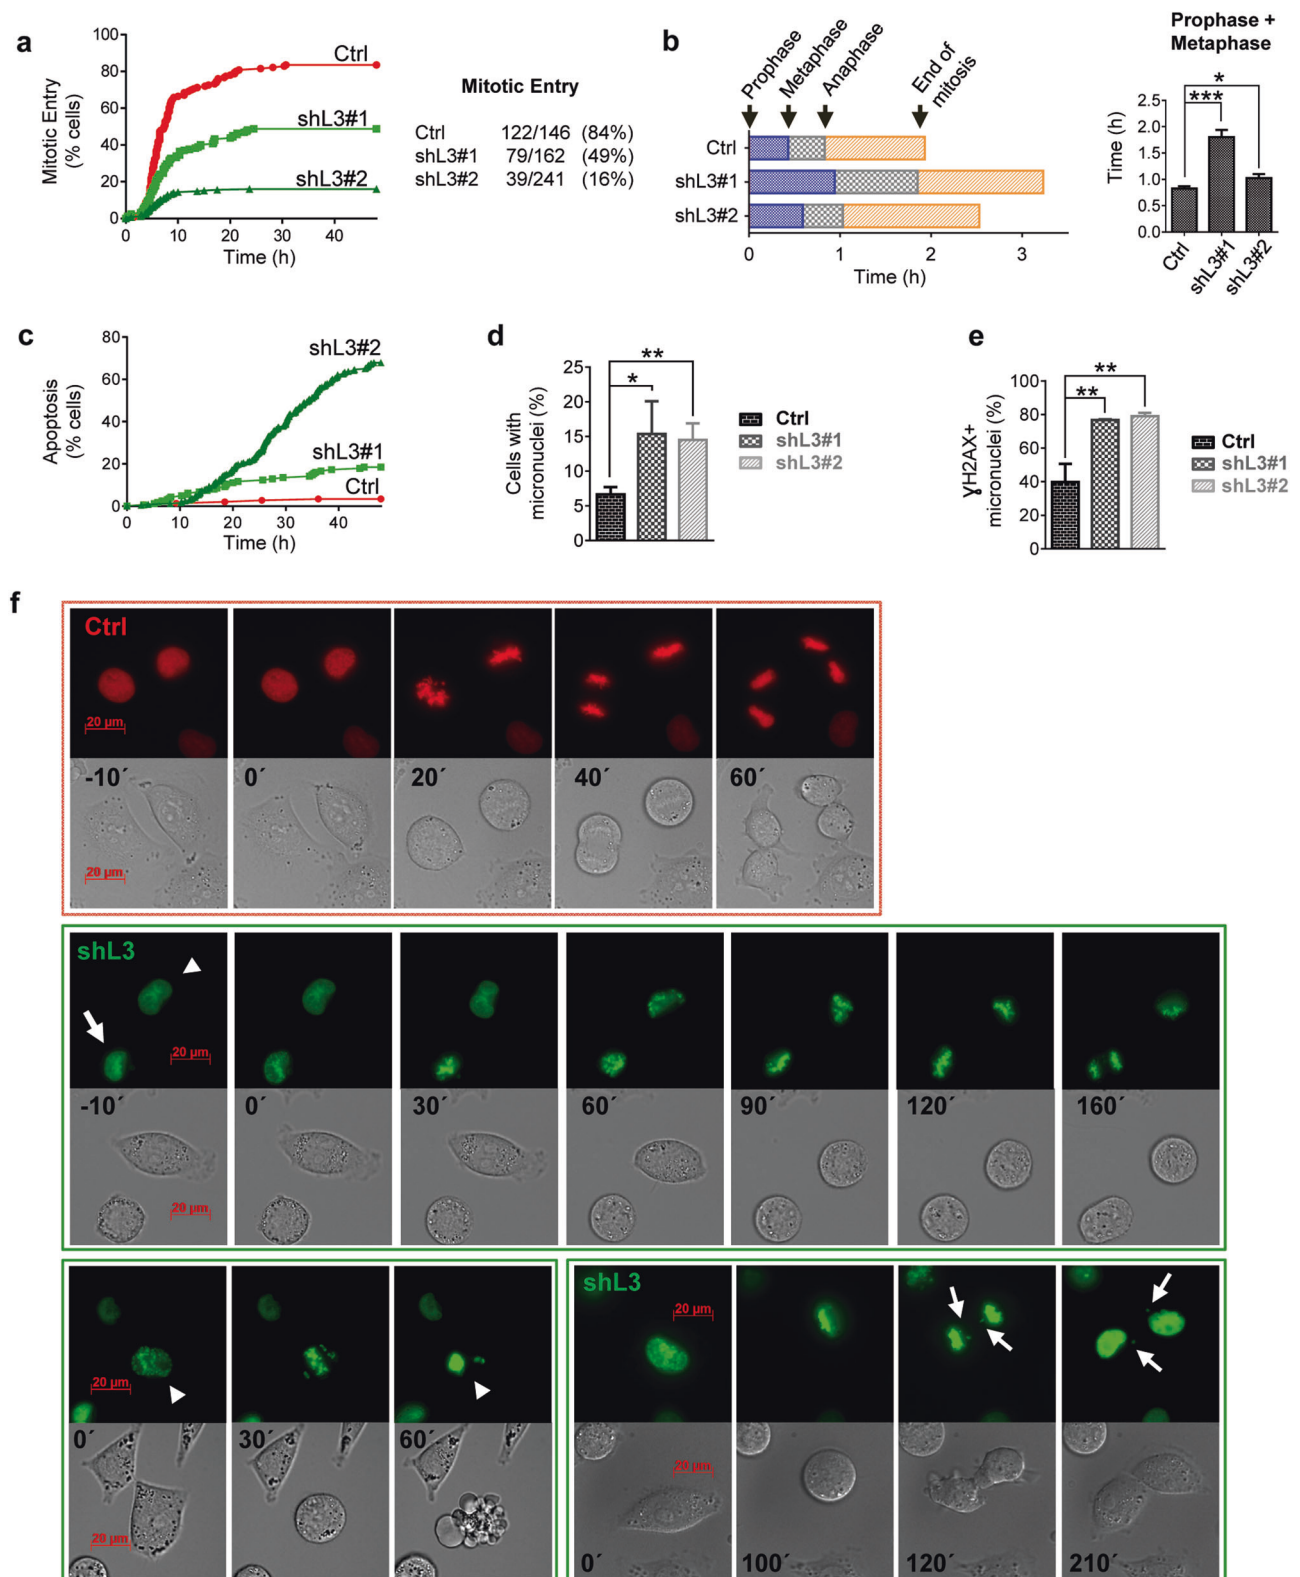 a
100
80
60
40
20
0
Mitotic Entry
(% cells)
Ctrl
shL3#1
shL3#2
0 10 20 30 40
Time (h)
Mitotic Entry
Ctrl 122/146 (84%)
shL3#1 79/162 (49%)
shL3#2 39/241 (16%)
b
Prophase
Metaphase
Anaphase
End of
mitosis
Ctrl
shL3#1
shL3#2
0 1 2 3
Time (h)
Prophase +
Metaphase
*
***
2.5
2.0
1.5
1.0
0.5
0.0
Time (h)
Ctrl
shL3#1
shL3#2
c
80
60
40
20
0
Apoptosis
(% cells)
shL3#2
shL3#1
Ctrl
0 10 20 30 40
Time (h)
d
**
*
25
20
15
10
5
0
Cells with
micronuclei (%)
Ctrl
shL3#1
shL3#2
e
**
**
100
80
60
40
20
0
ɣH2AX+
micronuclei (%)
Ctrl
shL3#1
shL3#2
f
Ctrl
20 µm
-10´ 0´ 20´ 40´ 60´
20 µm
shL3
20 µm
-10´ 0´ 30´ 60´ 90´ 120´ 160´
20 µm
20 µm
0´ 30´ 60´
20 µm
shL3
20 µm
20 µm
0´ 100´ 120´ 210´